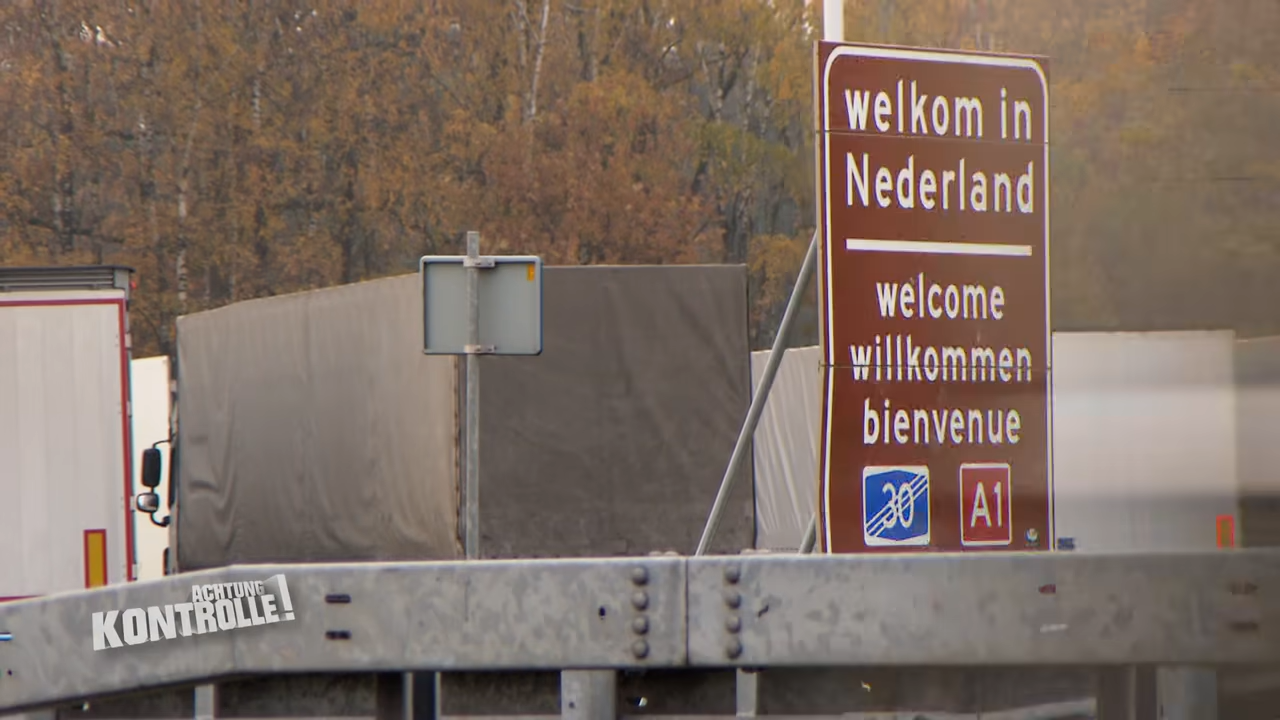 welkom in
Nederland
welcome
willkommen
bienvenue
30 A1
ACHTUNG
KONTROLLE!